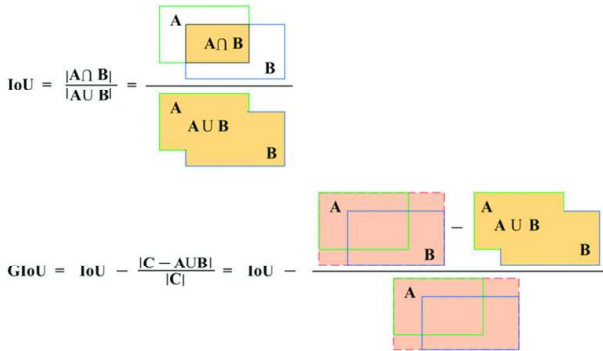 A
A∩ B
B
IoU = |A∩ B| / |A∪ B| =
A
A ∪ B
B
A
B
−
A
A ∪ B
B
GIoU = IoU − |C − A∪B| / |C| = IoU −
A
B